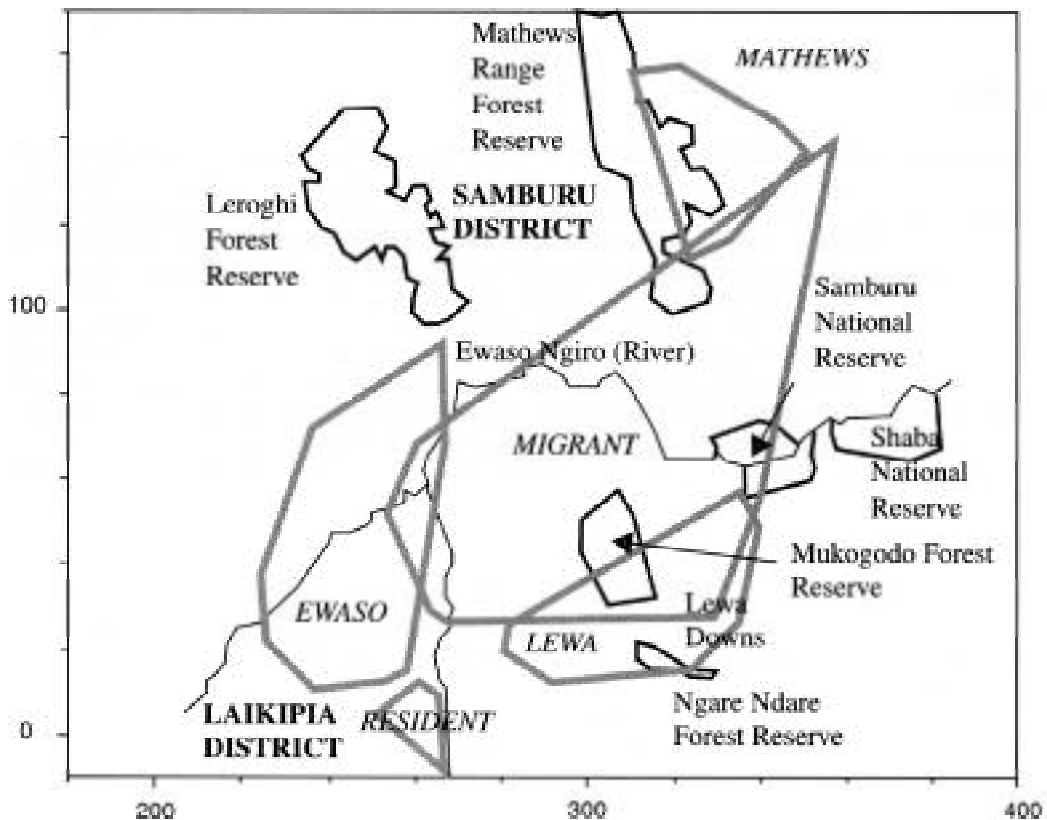 Mathews
Range
Forest
Reserve
MATHEWS
Leroghi
Forest
Reserve
SAMBURU
DISTRICT
100
Samburu
National
Reserve
Ewaso Ngiro (River)
MIGRANT
Shaba
National
Reserve
Mukogodo Forest
Reserve
EWASO
LEWA
Lewa
Downs
LAIKIPIA
DISTRICT
RESIDENT
Ngare Ndare
Forest Reserve
0
200
300
400